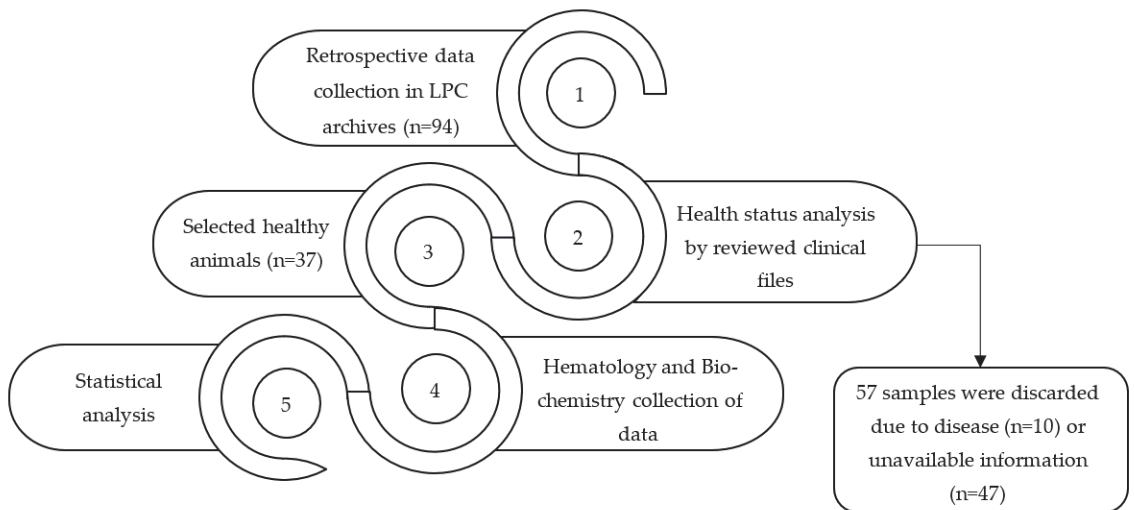 Retrospective data
collection in LPC
archives (n=94)
1
Health status analysis
by reviewed clinical
files
2
Selected healthy
animals (n=37)
3
Hematology and Bio-
chemistry collection of
data
4
Statistical
analysis
5
57 samples were discarded
due to disease (n=10) or
unavailable information
(n=47)